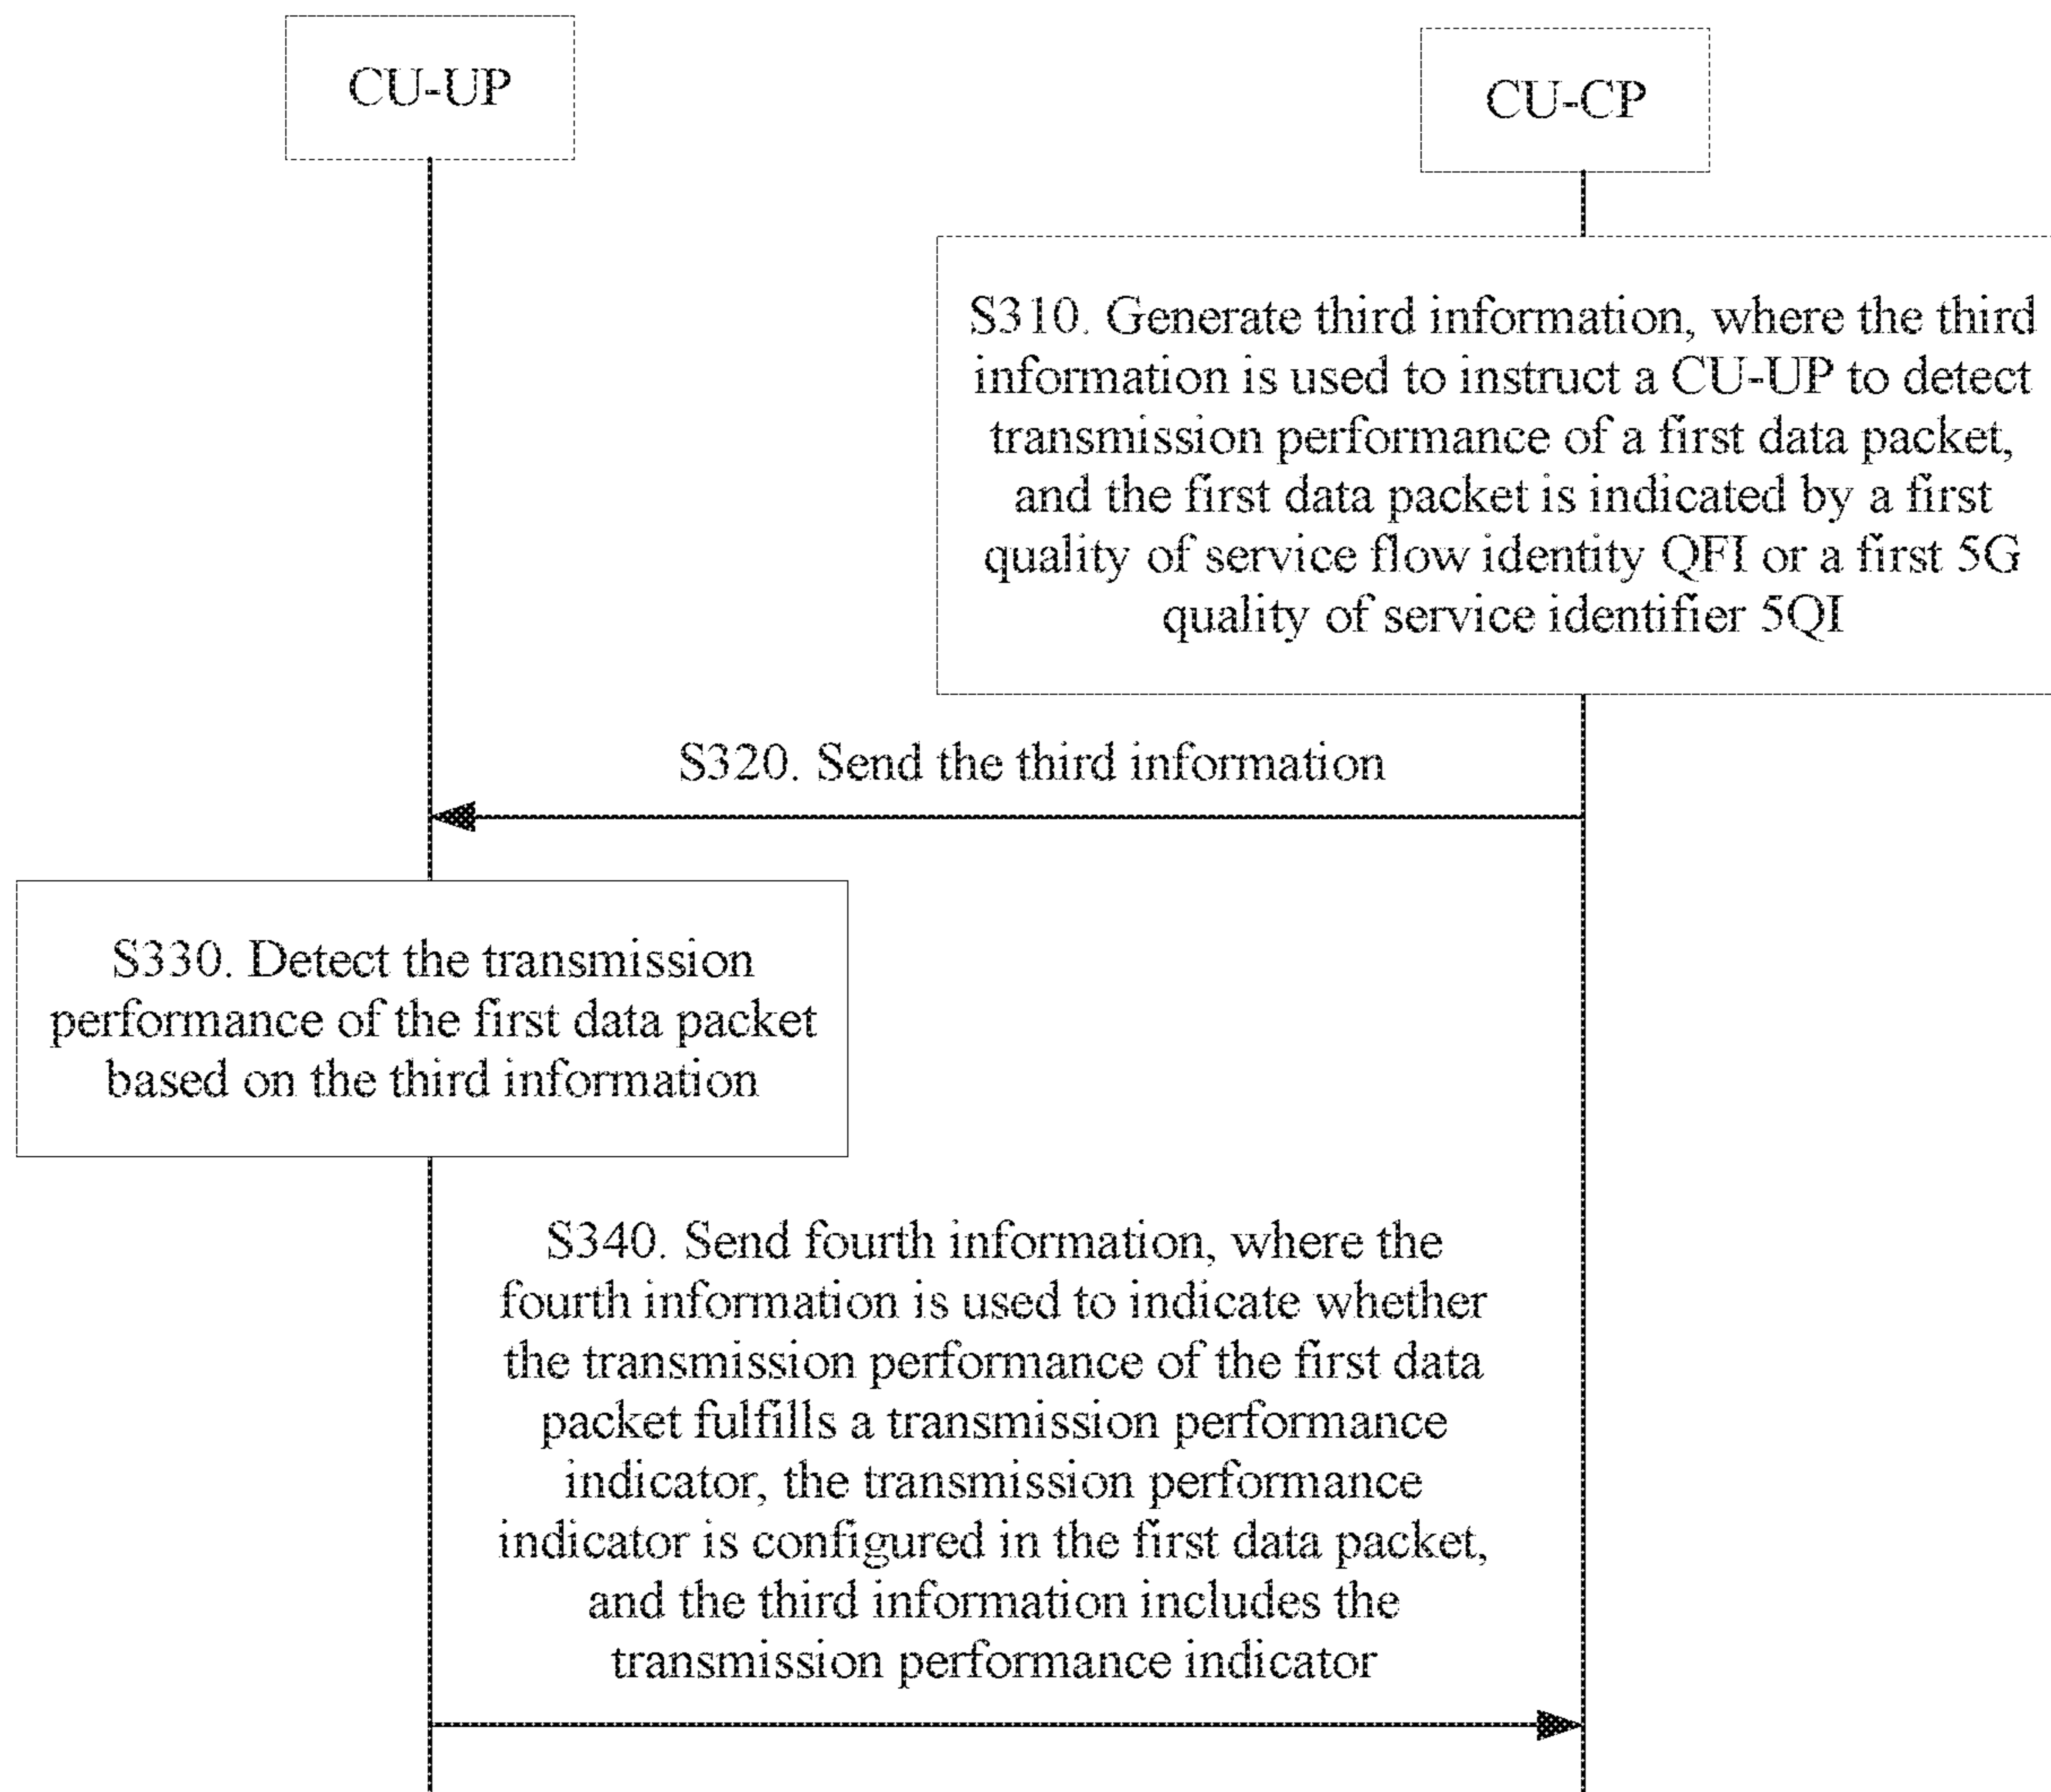 CU-UP
CU-CP
S310. Generate third information, where the third
information is used to instruct a CU-UP to detect
transmission performance of a first data packet,
and the first data packet is indicated by a first
quality of service flow identity QFI or a first 5G
quality of service identifier 5QI
S320. Send the third information
S330. Detect the transmission
performance of the first data packet
based on the third information
S340. Send fourth information, where the
fourth information is used to indicate whether
the transmission performance of the first data
packet fulfills a transmission performance
indicator, the transmission performance
indicator is configured in the first data packet,
and the third information includes the
transmission performance indicator